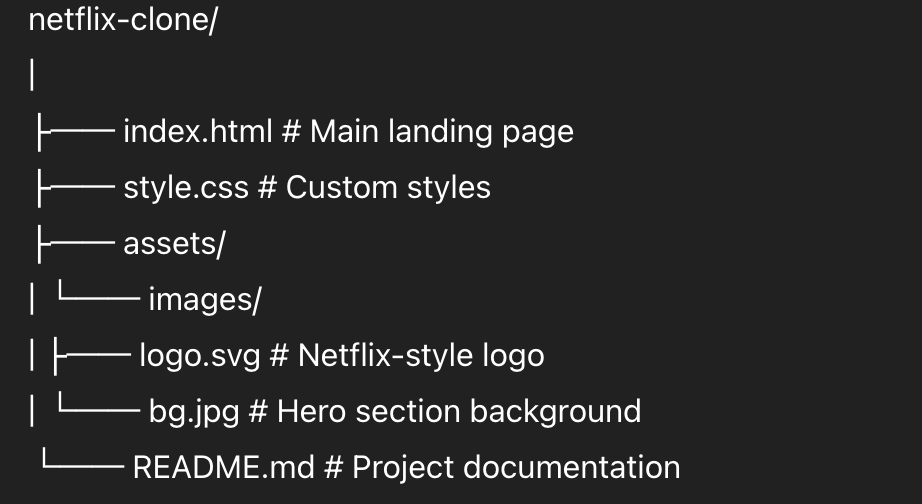 netflix-clone/
│
├── index.html # Main landing page
├── style.css # Custom styles
├── assets/
│ └── images/
│ ├── logo.svg # Netflix-style logo
│ └── bg.jpg # Hero section background
└── README.md # Project documentation